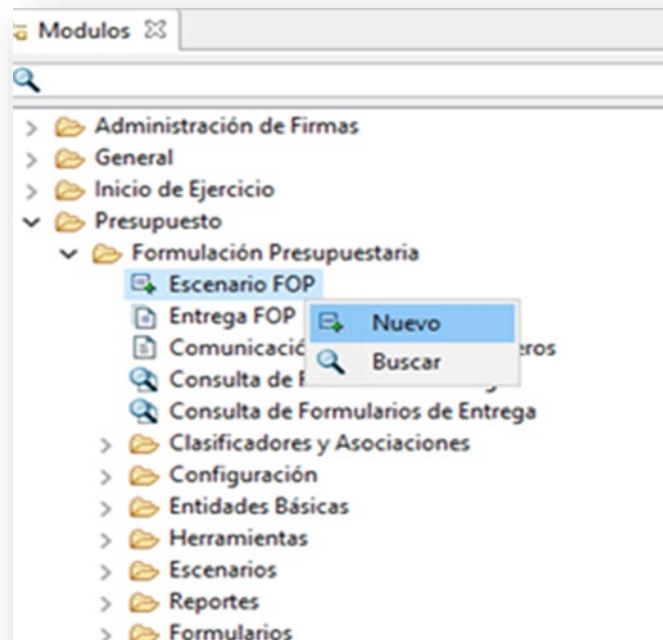 Modulos
Administración de Firmas
General
Inicio de Ejercicio
Presupuesto
Formulación Presupuestaria
Escenario FOP
Entrega FOP
Nuevo
Comunicació
eros
Buscar
Consulta de F
Consulta de Formularios de Entrega
Clasificadores y Asociaciones
Configuración
Entidades Básicas
Herramientas
Escenarios
Reportes
Formularios